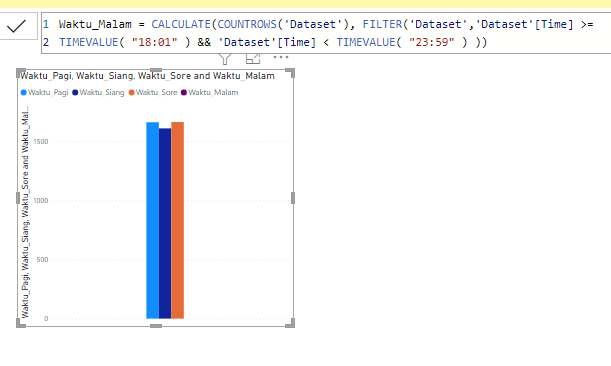 1 Waktu_Malam = CALCULATE(COUNTROWS('Dataset'), FILTER('Dataset','Dataset'[Time] >=
2 TIMEVALUE( "18:01" ) && 'Dataset'[Time] < TIMEVALUE( "23:59" ) ))
Waktu_Pagi, Waktu_Siang, Waktu_Sore and Waktu_Malam
Waktu_Pagi Waktu_Siang Waktu_Sore Waktu_Malam
Waktu_Pagi, Waktu_Siang, Waktu_Sore and Waktu_Mal...
1500
1000
500
0